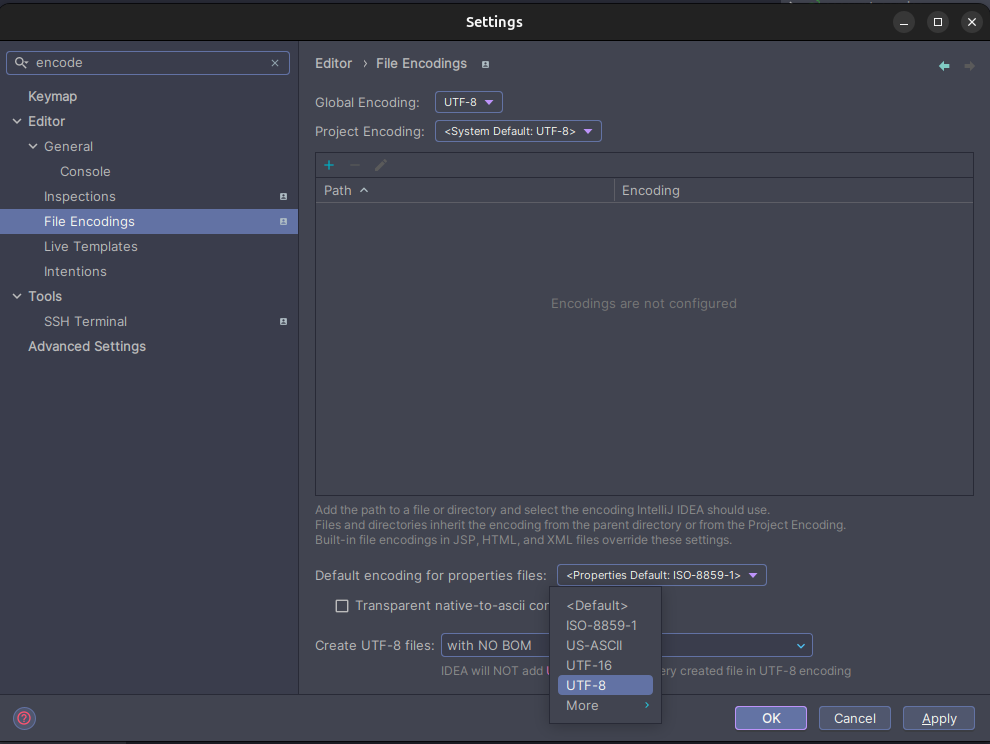 Settings
encode
Keymap
Editor
General
Console
Inspections
File Encodings
Live Templates
Intentions
Tools
SSH Terminal
Advanced Settings
Editor › File Encodings
Global Encoding: UTF-8
Project Encoding: <System Default: UTF-8>
Path Encoding
Encodings are not configured
Add the path to a file or directory and select the encoding IntelliJ IDEA should use.
Files and directories inherit the encoding from the parent directory or from the Project Encoding.
Built-in file encodings in JSP, HTML, and XML files override these settings.
Default encoding for properties files: <Properties Default: ISO-8859-1>
Transparent native-to-ascii
Create UTF-8 files: with NO BOM
IDEA will NOT add created file in UTF-8 encoding
<Default>
ISO-8859-1
US-ASCII
UTF-16
UTF-8
More
OK Cancel Apply